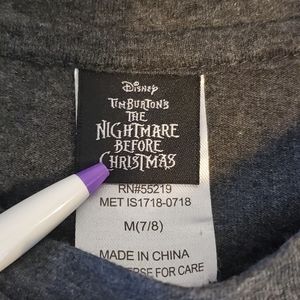 Disney
TIM BURTON'S
THE
NIGHTMARE
BEFORE
CHRISTMAS
RN#55219
MET IS1718-0718
M(7/8)
MADE IN CHINA
ERSE FOR CARE